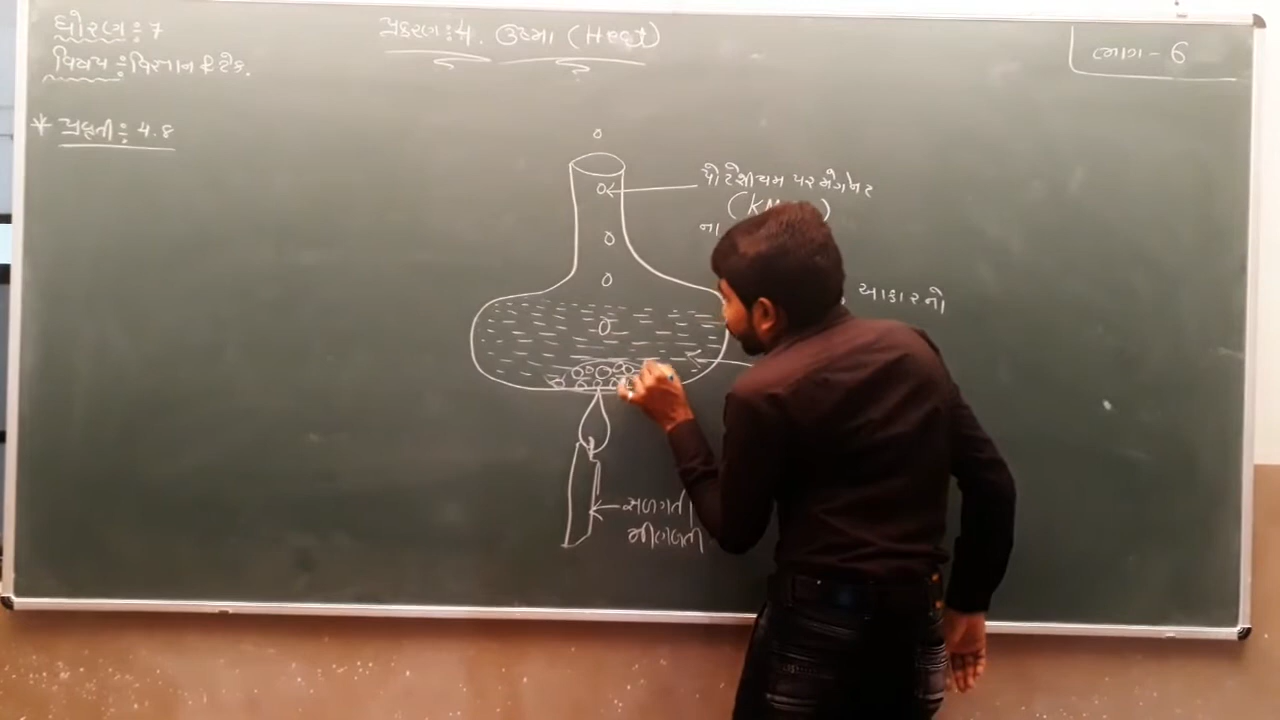 ધોરણ : 7
પ્રકરણ : 4. ઉષ્મા (Heat)
ભાગ - 6
વિષય : વિજ્ઞાન & ટેક.
* પ્રવૃતી : 4.8
પોટેશીયમ પરમેંગેનેટ
ના
આકારનો
સળગતી
મીણબતી